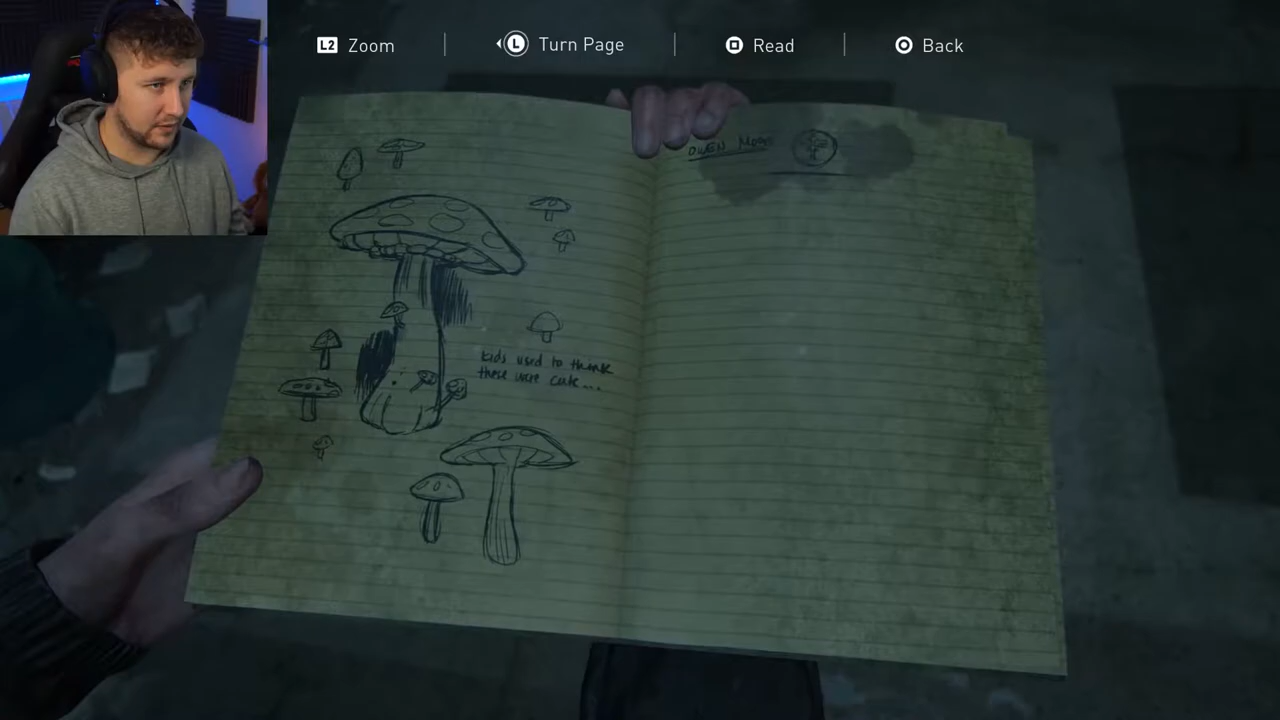 L2 Zoom
L Turn Page
Read
Back
OWEN MOORE
kids used to think
these were cute...